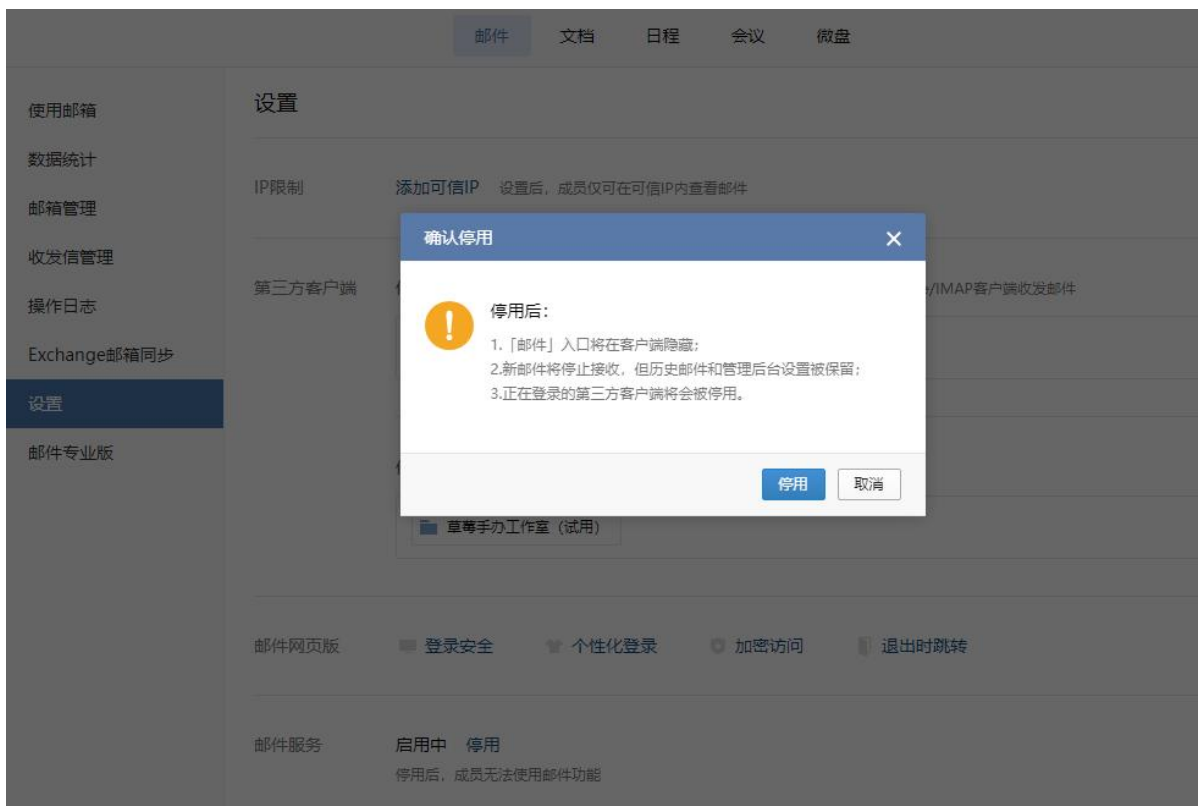 邮件 文档 日程 会议 微盘
使用邮箱
数据统计
邮箱管理
收发信管理
操作日志
Exchange邮箱同步
设置
邮件专业版
设置
IP限制 添加可信IP 设置后，成员仅可在可信IP内查看邮件
第三方客户端
/IMAP客户端收发邮件
确认停用
停用后：
1.「邮件」入口将在客户端隐藏；
2.新邮件将停止接收，但历史邮件和管理后台设置被保留；
3.正在登录的第三方客户端将会被停用。
停用 取消
草莓手办工作室（试用）
邮件网页版 登录安全 个性化登录 加密访问 退出时跳转
邮件服务 启用中 停用
停用后，成员无法使用邮件功能